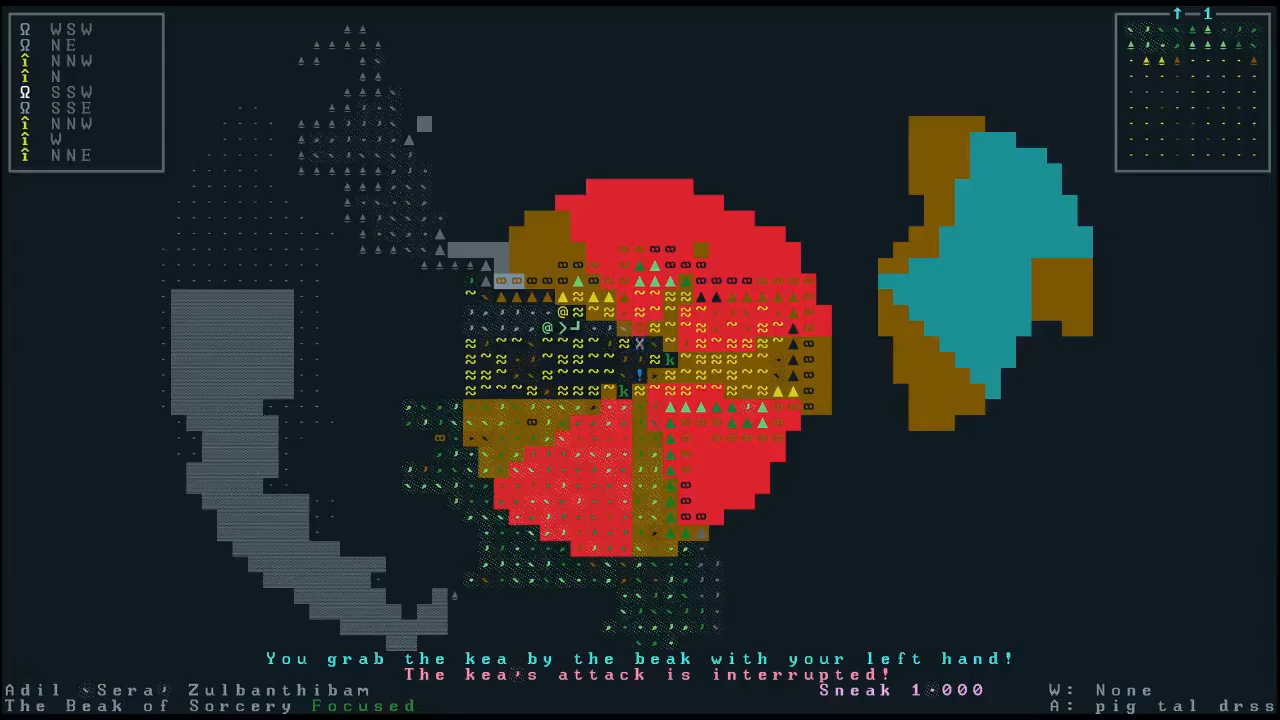 Ω WSW
Ω NE
î NNW
î N
Ω SSW
Ω SSE
î NNW
î W
î NNE
↑ 1
You grab the kea by the beak with your left hand!
The kea's attack is interrupted!
Adil `Sera' Zulbanthibam
Sneak 1.000
W: None
The Beak of Sorcery Focused
A: pig tal drss